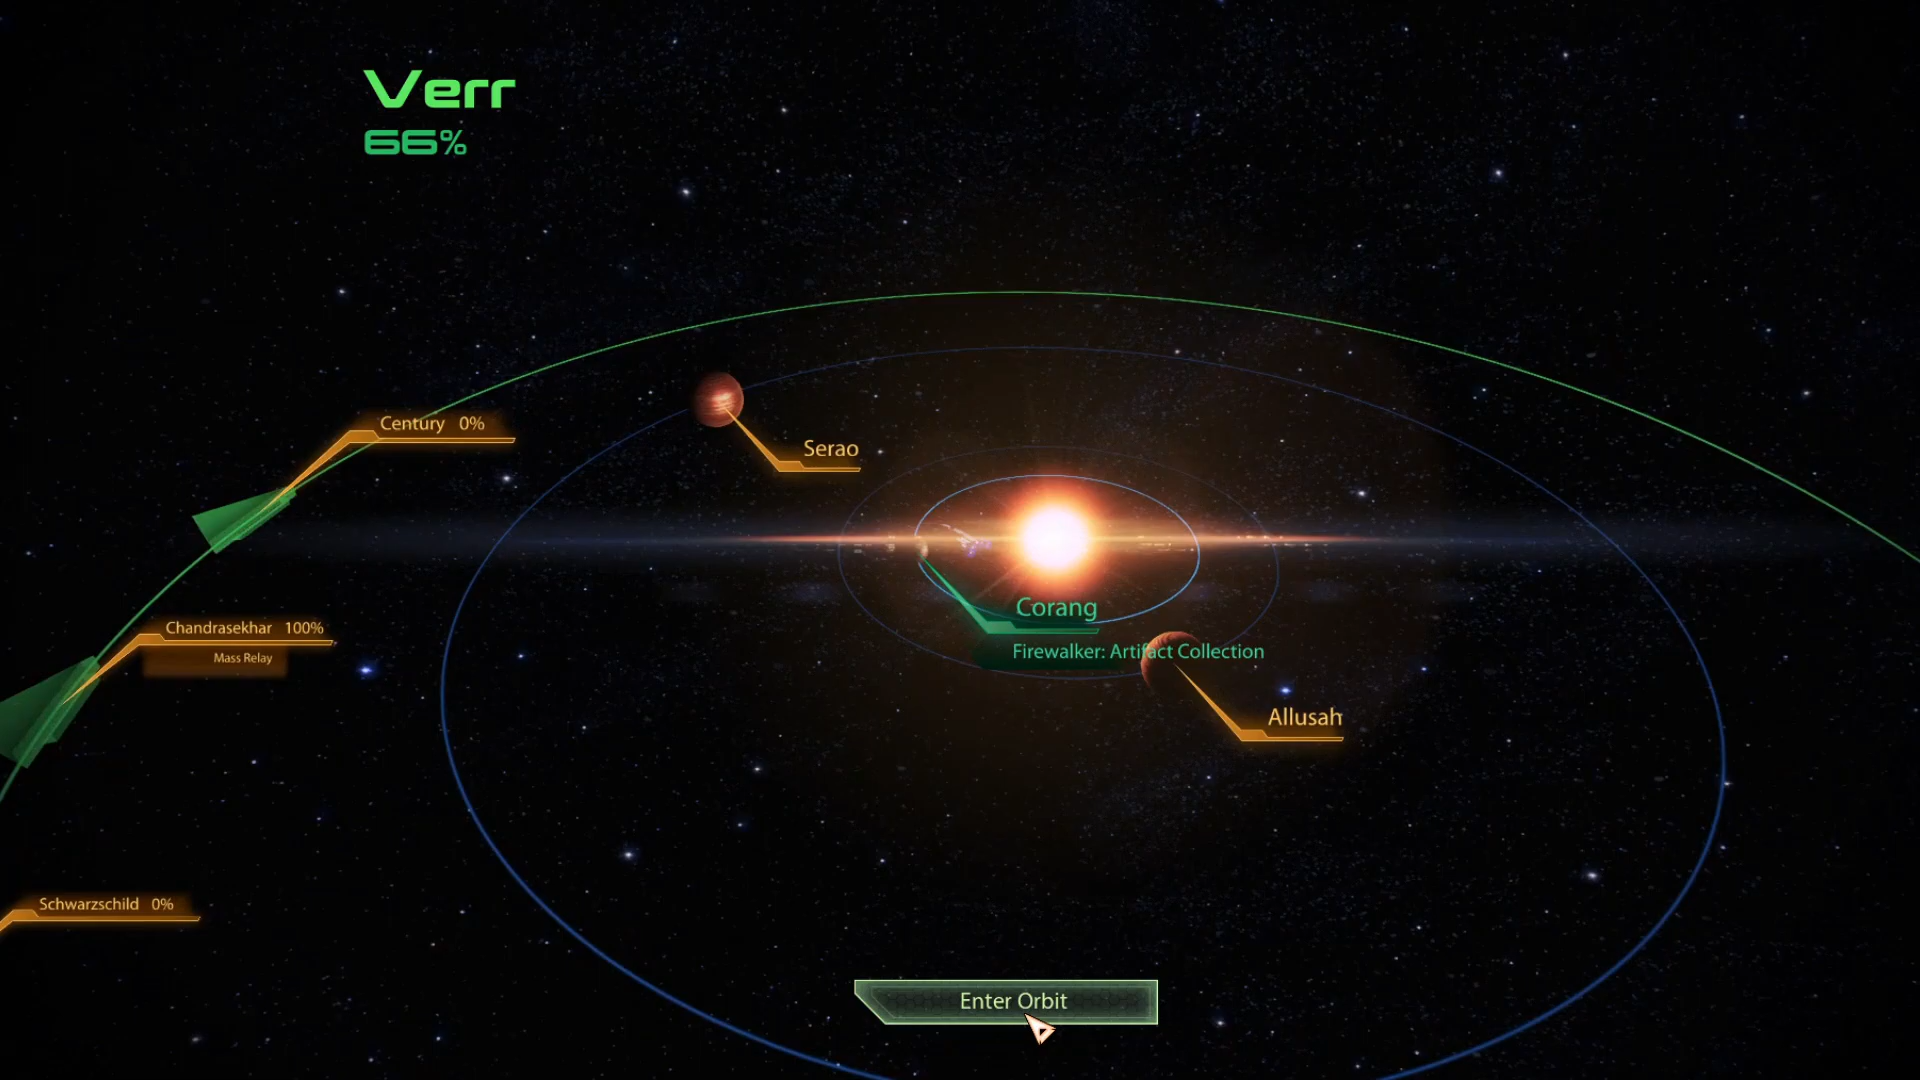 Verr
66%
Century 0%
Serao
Corang
Chandrasekhar 100%
Mass Relay
Firewalker: Artifact Collection
Allusah
Schwarzschild 0%
Enter Orbit